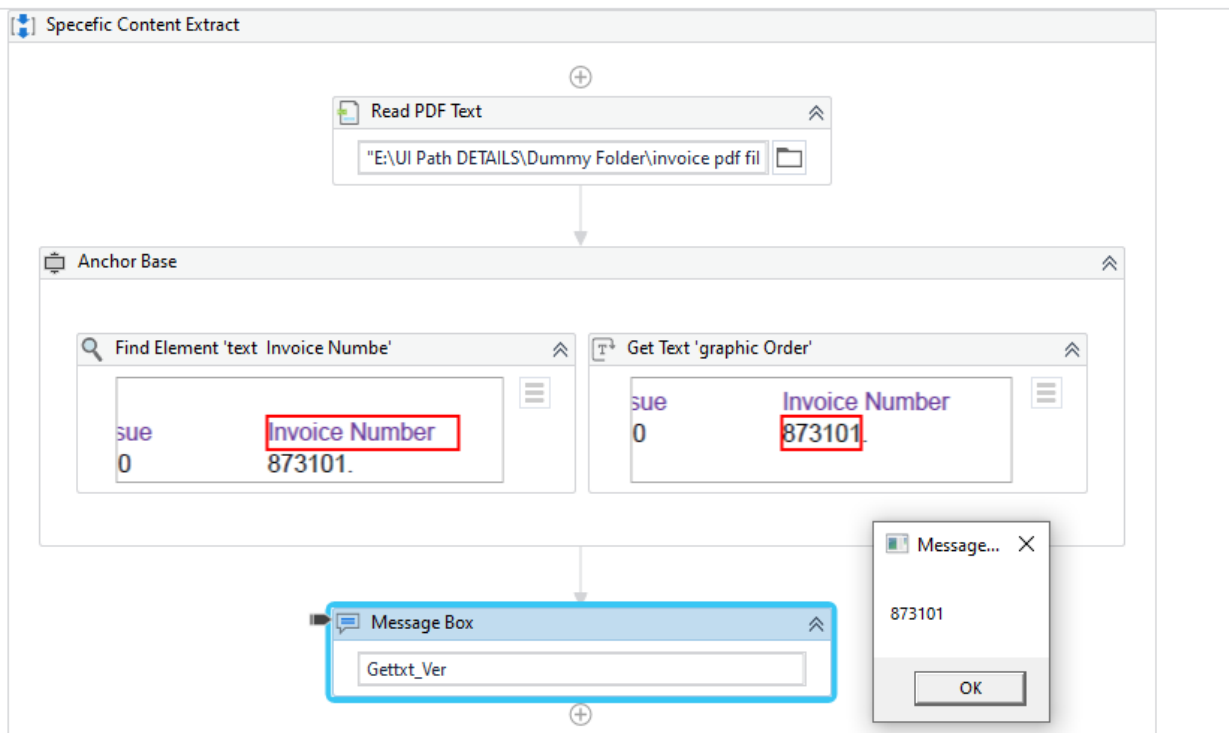 Specefic Content Extract
Read PDF Text
"E:\UI Path DETAILS\Dummy Folder\invoice pdf fil
Anchor Base
Find Element 'text Invoice Numbe'
sue Invoice Number
0 873101.
Get Text 'graphic Order'
sue Invoice Number
0 873101.
Message Box
Gettxt_Ver
Message...
873101
OK